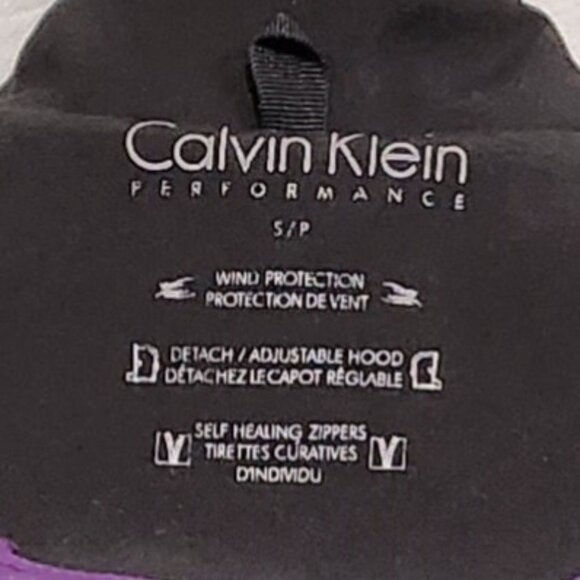 Calvin Klein
PERFORMANCE
S/P
WIND PROTECTION
PROTECTION DE VENT
DETACH / ADJUSTABLE HOOD
DÉTACHEZ LE CAPOT RÉGLABLE
SELF HEALING ZIPPERS
TIRETTES CURATIVES
D'INDIVIDU